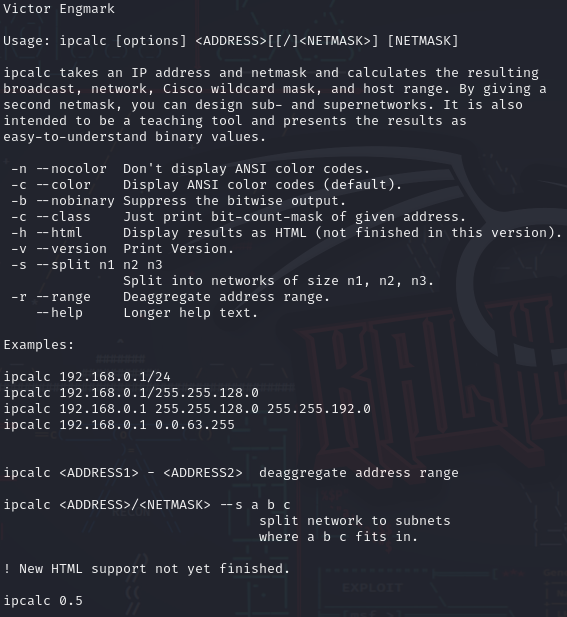 Victor Engmark
Usage: ipcalc [options] <ADDRESS>[[/]<NETMASK>] [NETMASK]
ipcalc takes an IP address and netmask and calculates the resulting
broadcast, network, Cisco wildcard mask, and host range. By giving a
second netmask, you can design sub- and supernetworks. It is also
intended to be a teaching tool and presents the results as
easy-to-understand binary values.
-n --nocolor  Don't display ANSI color codes.
-c --color    Display ANSI color codes (default).
-b --nobinary Suppress the bitwise output.
-c --class    Just print bit-count-mask of given address.
-h --html     Display results as HTML (not finished in this version).
-v --version  Print Version.
-s --split n1 n2 n3
Split into networks of size n1, n2, n3.
-r --range    Deaggregate address range.
--help     Longer help text.
Examples:
ipcalc 192.168.0.1/24
ipcalc 192.168.0.1/255.255.128.0
ipcalc 192.168.0.1 255.255.128.0 255.255.192.0
ipcalc 192.168.0.1 0.0.63.255
ipcalc <ADDRESS1> - <ADDRESS2>  deaggregate address range
ipcalc <ADDRESS>/<NETMASK> --s a b c
split network to subnets
where a b c fits in.
! New HTML support not yet finished.
ipcalc 0.5
KALI
EXPLOIT